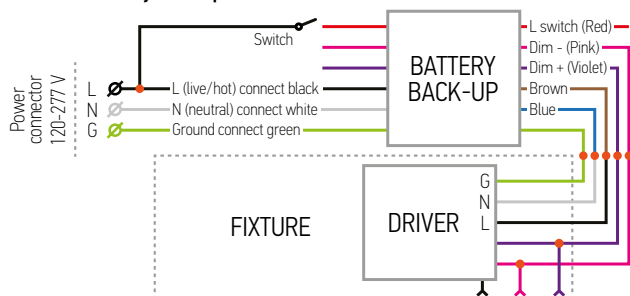 Switch
L switch (Red)
Dim - (Pink)
Dim + (Violet)
Brown
Blue
BATTERY
BACK-UP
Power
connector
120-277 V
L
N
G
L (live/hot) connect black
N (neutral) connect white
Ground connect green
FIXTURE
DRIVER
G
N
L